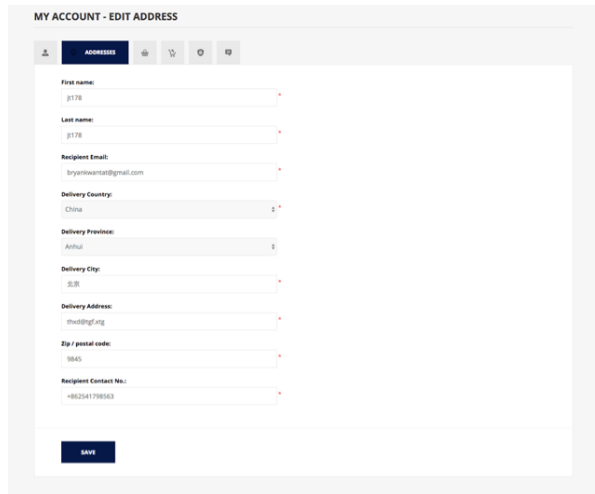 MY ACCOUNT - EDIT ADDRESS
ADDRESSES
First name:
jt178
*
Last name:
jt178
*
Recipient Email:
bryankwantat@gmail.com
*
Delivery Country:
China
*
Delivery Province:
Anhui
Delivery City:
北京
*
Delivery Address:
thxd@tgf.xtg
*
Zip / postal code:
9845
*
Recipient Contact No.:
+862541798563
*
SAVE